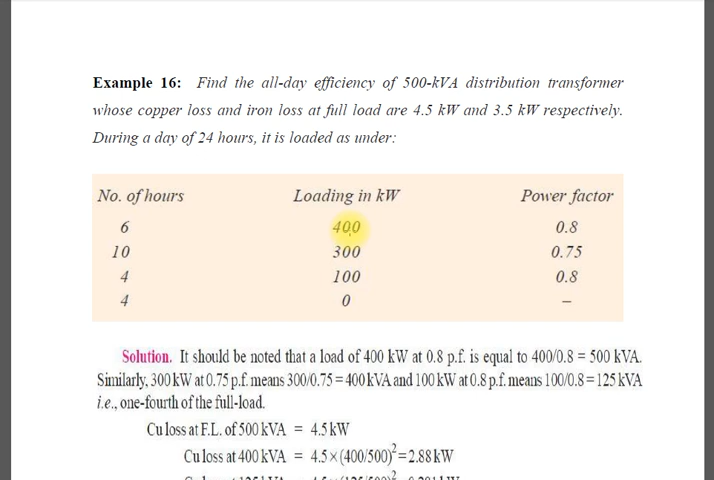 Example 16: Find the all-day efficiency of 500-kVA distribution transformer
whose copper loss and iron loss at full load are 4.5 kW and 3.5 kW respectively.
During a day of 24 hours, it is loaded as under:
No. of hours Loading in kW Power factor
6 400 0.8
10 300 0.75
4 100 0.8
4 0 –
Solution. It should be noted that a load of 400 kW at 0.8 p.f. is equal to 400/0.8 = 500 kVA.
Similarly, 300 kW at 0.75 p.f. means 300/0.75 = 400 kVA and 100 kW at 0.8 p.f. means 100/0.8 = 125 kVA
i.e., one-fourth of the full-load.
Cu loss at F.L. of 500 kVA = 4.5 kW
Cu loss at 400 kVA = 4.5 × (400/500)² = 2.88 kW